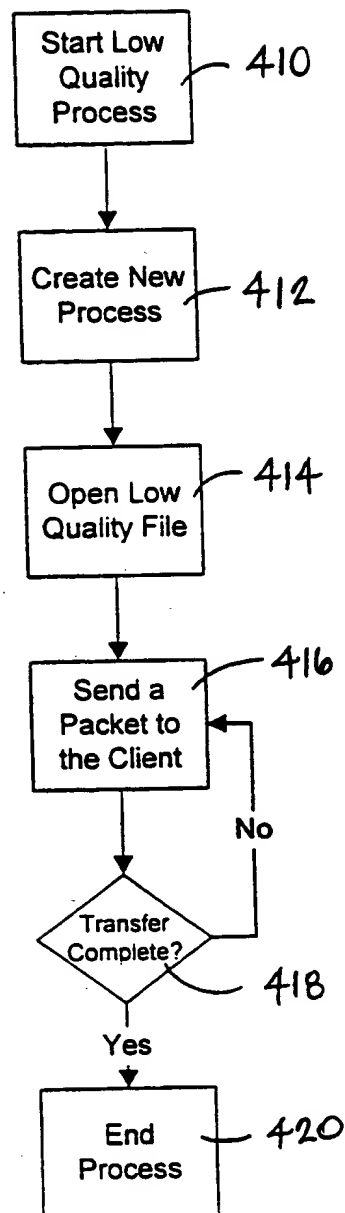 Start Low
Quality
Process
410
Create New
Process
412
Open Low
Quality File
414
Send a
Packet to
the Client
416
No
Transfer
Complete?
418
Yes
End
Process
420